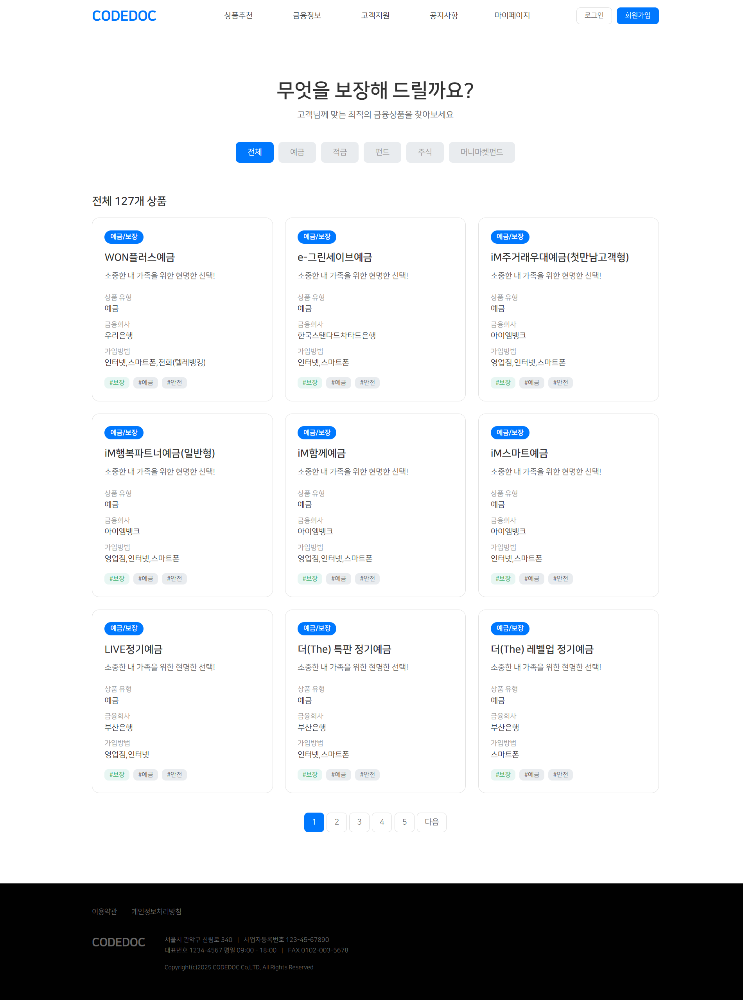 CODEDOC 상품추천 금융정보 고객지원 공지사항 마이페이지 로그인 회원가입
무엇을 보장해 드릴까요?
고객님께 맞는 최적의 금융상품을 찾아보세요
전체 예금 적금 펀드 주식 머니마켓펀드
전체 127개 상품
예금/보장
WON플러스예금
소중한 내 가족을 위한 현명한 선택!
상품 유형
예금
금융회사
우리은행
가입방법
인터넷,스마트폰,전화(텔레뱅킹)
#보장 #예금 #안전
예금/보장
e-그린세이브예금
소중한 내 가족을 위한 현명한 선택!
상품 유형
예금
금융회사
한국스탠다드차타드은행
가입방법
인터넷,스마트폰
#보장 #예금 #안전
예금/보장
iM주거래우대예금(첫만남고객형)
소중한 내 가족을 위한 현명한 선택!
상품 유형
예금
금융회사
아이엠뱅크
가입방법
영업점,인터넷,스마트폰
#보장 #예금 #안전
예금/보장
iM행복파트너예금(일반형)
소중한 내 가족을 위한 현명한 선택!
상품 유형
예금
금융회사
아이엠뱅크
가입방법
영업점,인터넷,스마트폰
#보장 #예금 #안전
예금/보장
iM함께예금
소중한 내 가족을 위한 현명한 선택!
상품 유형
예금
금융회사
아이엠뱅크
가입방법
영업점,인터넷,스마트폰
#보장 #예금 #안전
예금/보장
iM스마트예금
소중한 내 가족을 위한 현명한 선택!
상품 유형
예금
금융회사
아이엠뱅크
가입방법
인터넷,스마트폰
#보장 #예금 #안전
예금/보장
LIVE정기예금
소중한 내 가족을 위한 현명한 선택!
상품 유형
예금
금융회사
부산은행
가입방법
영업점,인터넷
#보장 #예금 #안전
예금/보장
더(The) 특판 정기예금
소중한 내 가족을 위한 현명한 선택!
상품 유형
예금
금융회사
부산은행
가입방법
인터넷,스마트폰
#보장 #예금 #안전
예금/보장
더(The) 레벨업 정기예금
소중한 내 가족을 위한 현명한 선택!
상품 유형
예금
금융회사
부산은행
가입방법
스마트폰
#보장 #예금 #안전
1 2 3 4 5 다음
이용약관 개인정보처리방침
CODEDOC
서울시 관악구 신림로 340 | 사업자등록번호 123-45-67890
대표번호 1234-4567 평일 09:00 - 18:00 | FAX 0102-003-5678
Copyright(c)2025 CODEDOC Co.LTD. All Rights Reserved